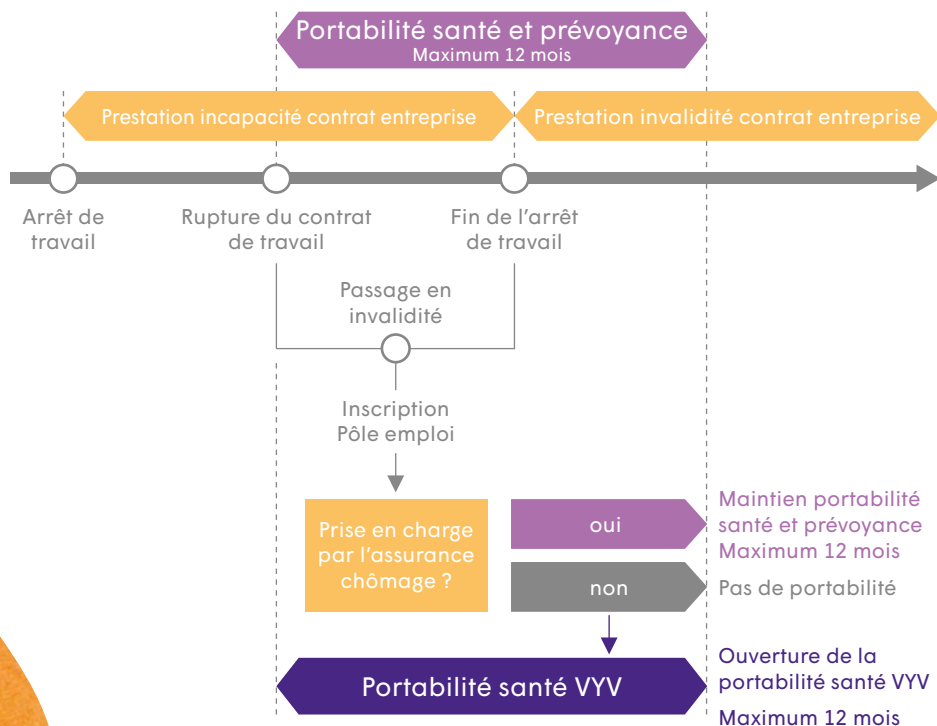 Portabilité santé et prévoyance
Maximum 12 mois
Prestation incapacité contrat entreprise
Prestation invalidité contrat entreprise
Arrêt de
travail
Rupture du contrat
de travail
Fin de l’arrêt
de travail
Passage en
invalidité
Inscription
Pôle emploi
Prise en charge
par l’assurance
chômage ?
oui
Maintien portabilité
santé et prévoyance
Maximum 12 mois
non
Pas de portabilité
Portabilité santé VYV
Ouverture de la
portabilité santé VYV
Maximum 12 mois